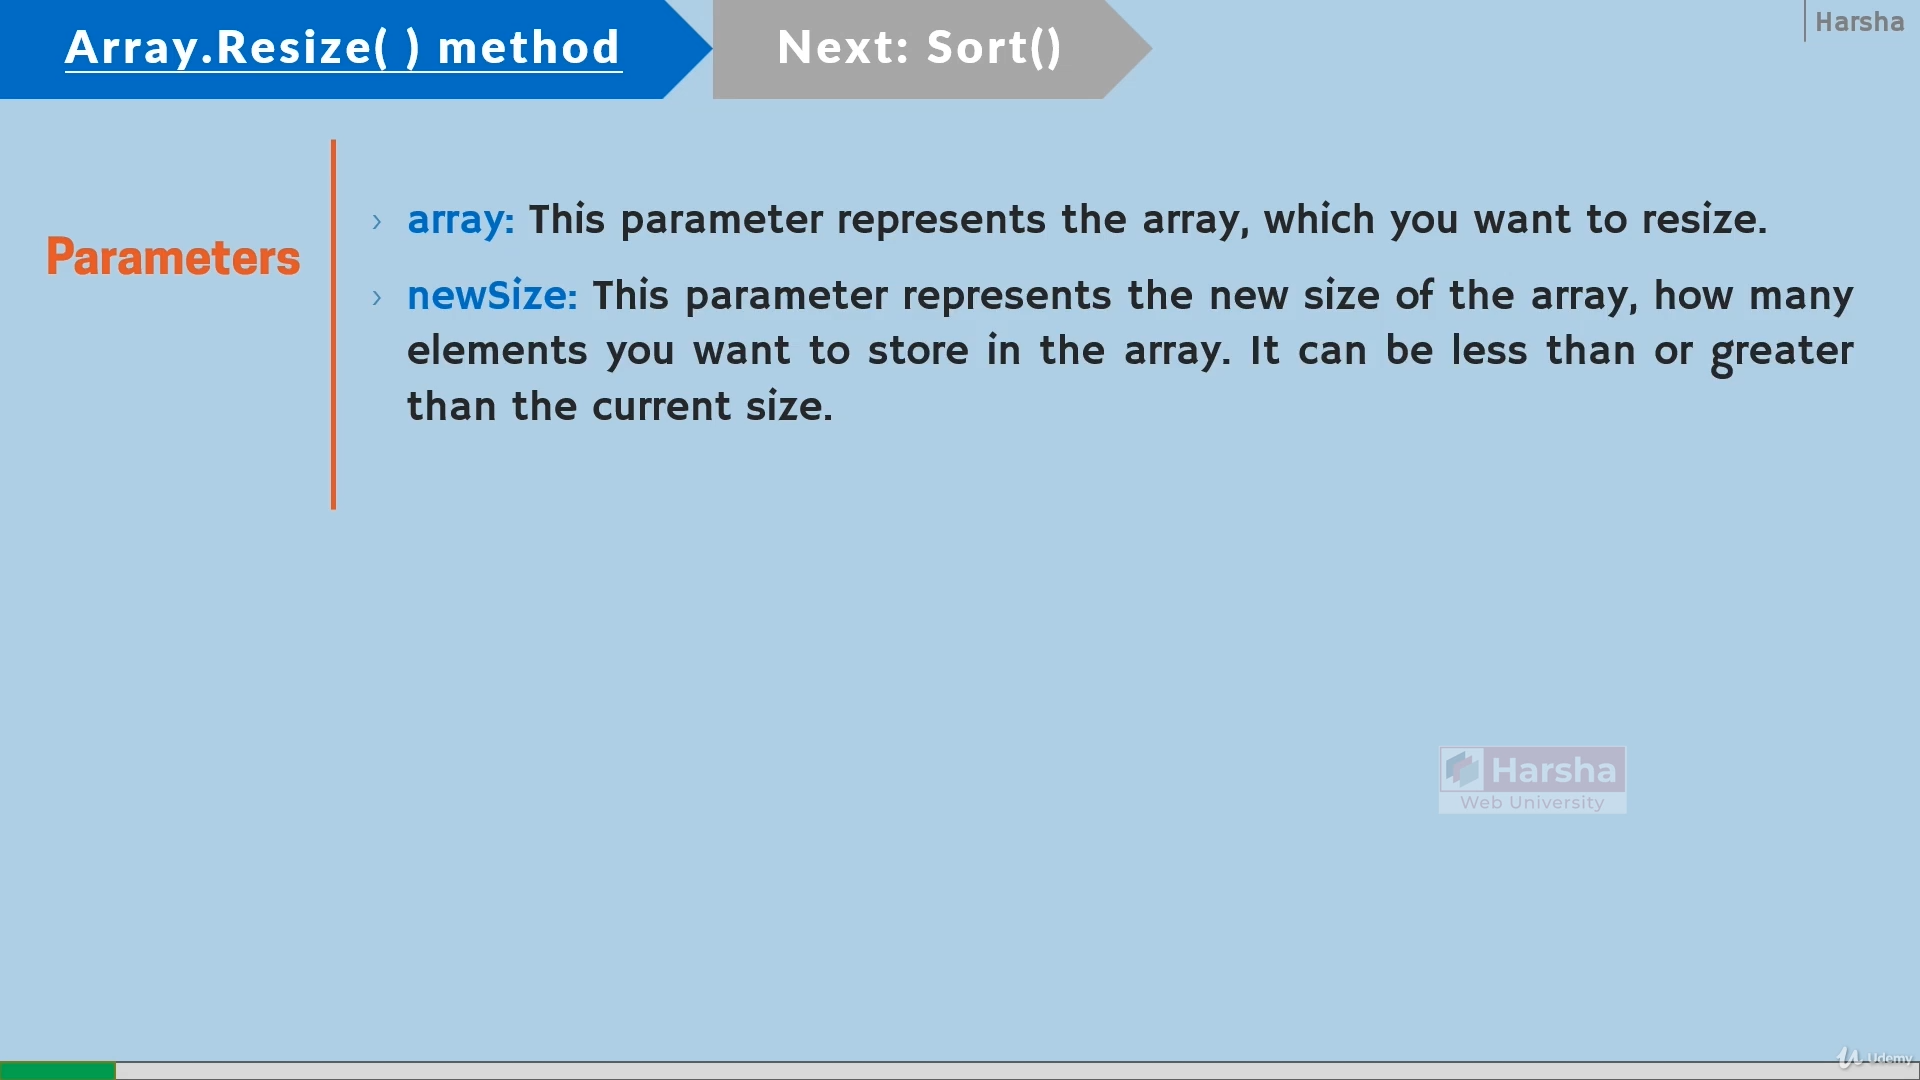 Array.Resize( ) method
Next: Sort()
Harsha
Parameters
› array: This parameter represents the array, which you want to resize.
› newSize: This parameter represents the new size of the array, how many
elements you want to store in the array. It can be less than or greater
than the current size.
Harsha
Web University
Udemy